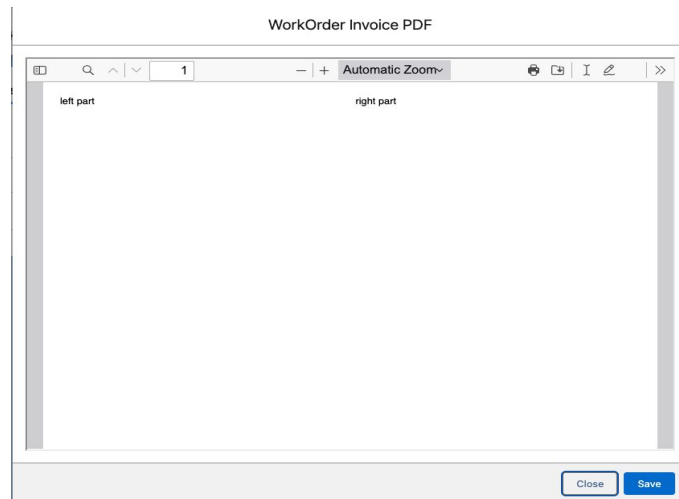 WorkOrder Invoice PDF
1
Automatic Zoom
left part right part
Close Save